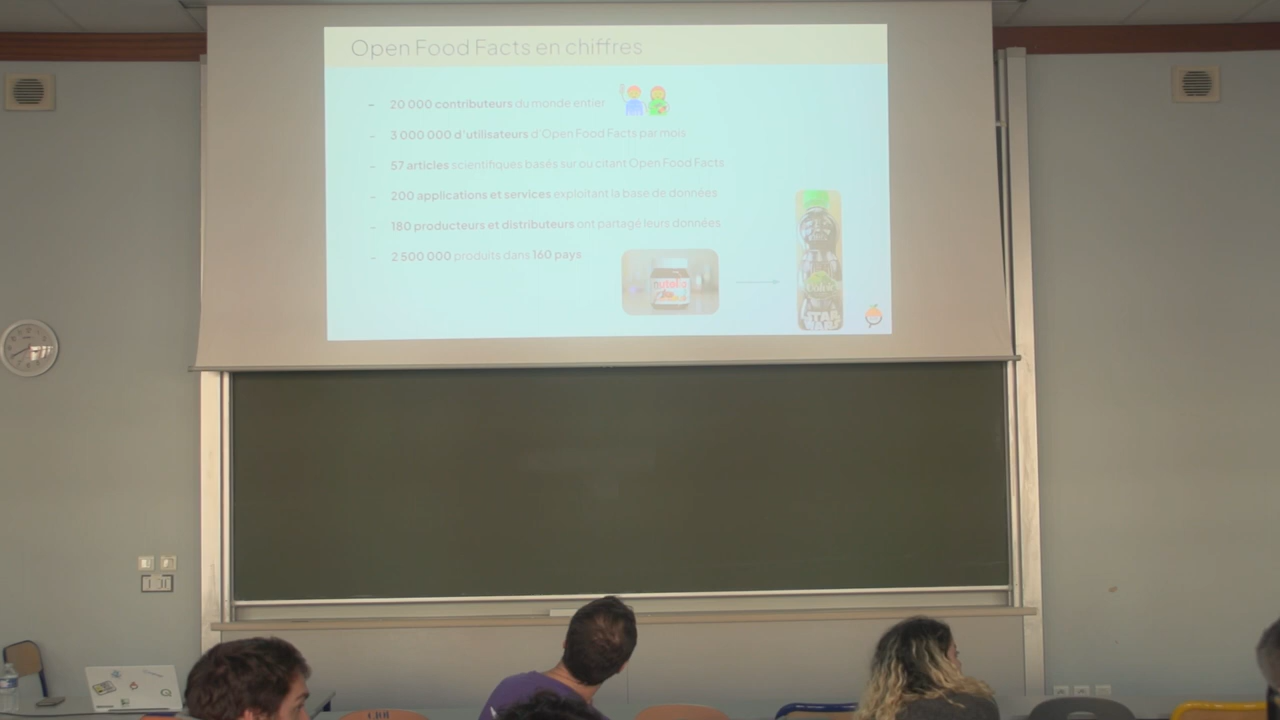 Open Food Facts en chiffres
- 20 000 contributeurs du monde entier
- 3 000 000 d'utilisateurs d'Open Food Facts par mois
- 57 articles scientifiques basés sur ou citant Open Food Facts
- 200 applications et services exploitant la base de données
- 180 producteurs et distributeurs ont partagé leurs données
- 2 500 000 produits dans 160 pays
STAR
WARS